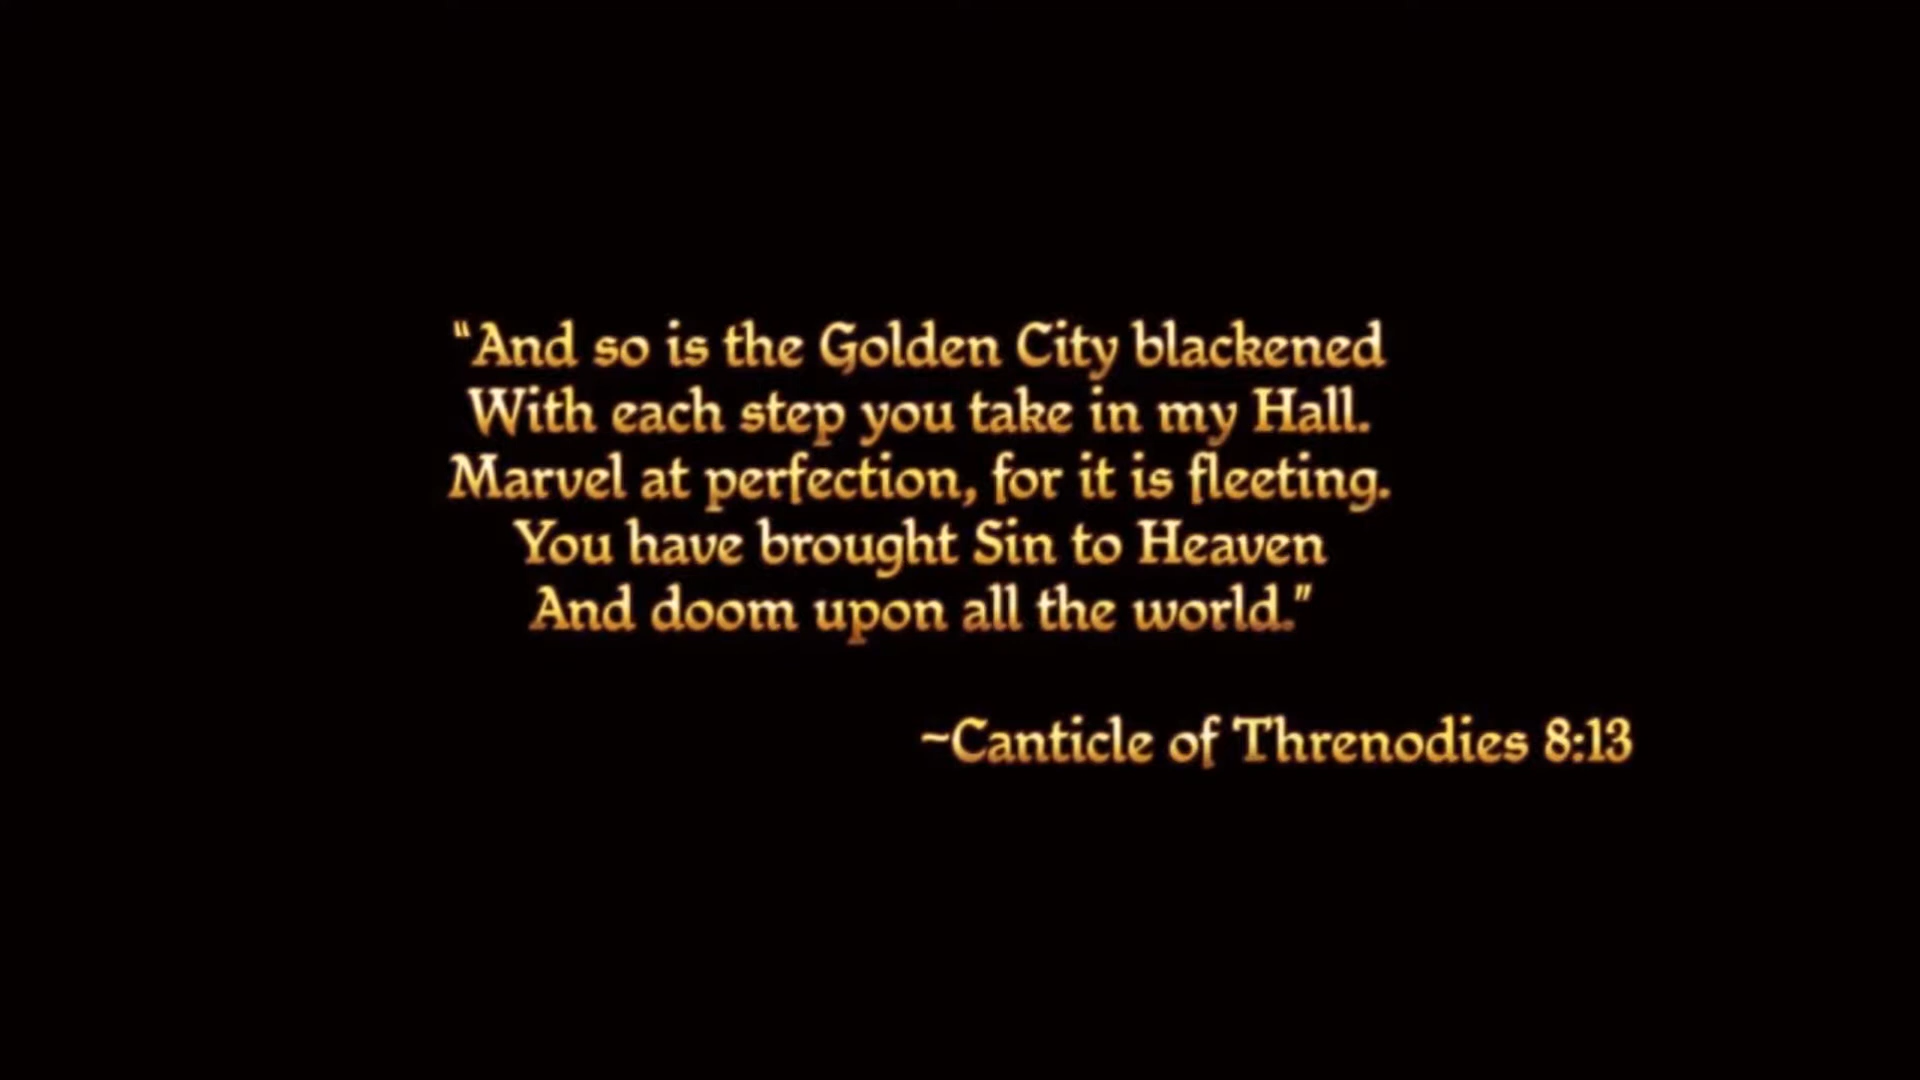 “And so is the Golden City blackened
With each step you take in my Hall.
Marvel at perfection, for it is fleeting.
You have brought Sin to Heaven
And doom upon all the world.”
~Canticle of Threnodies 8:13